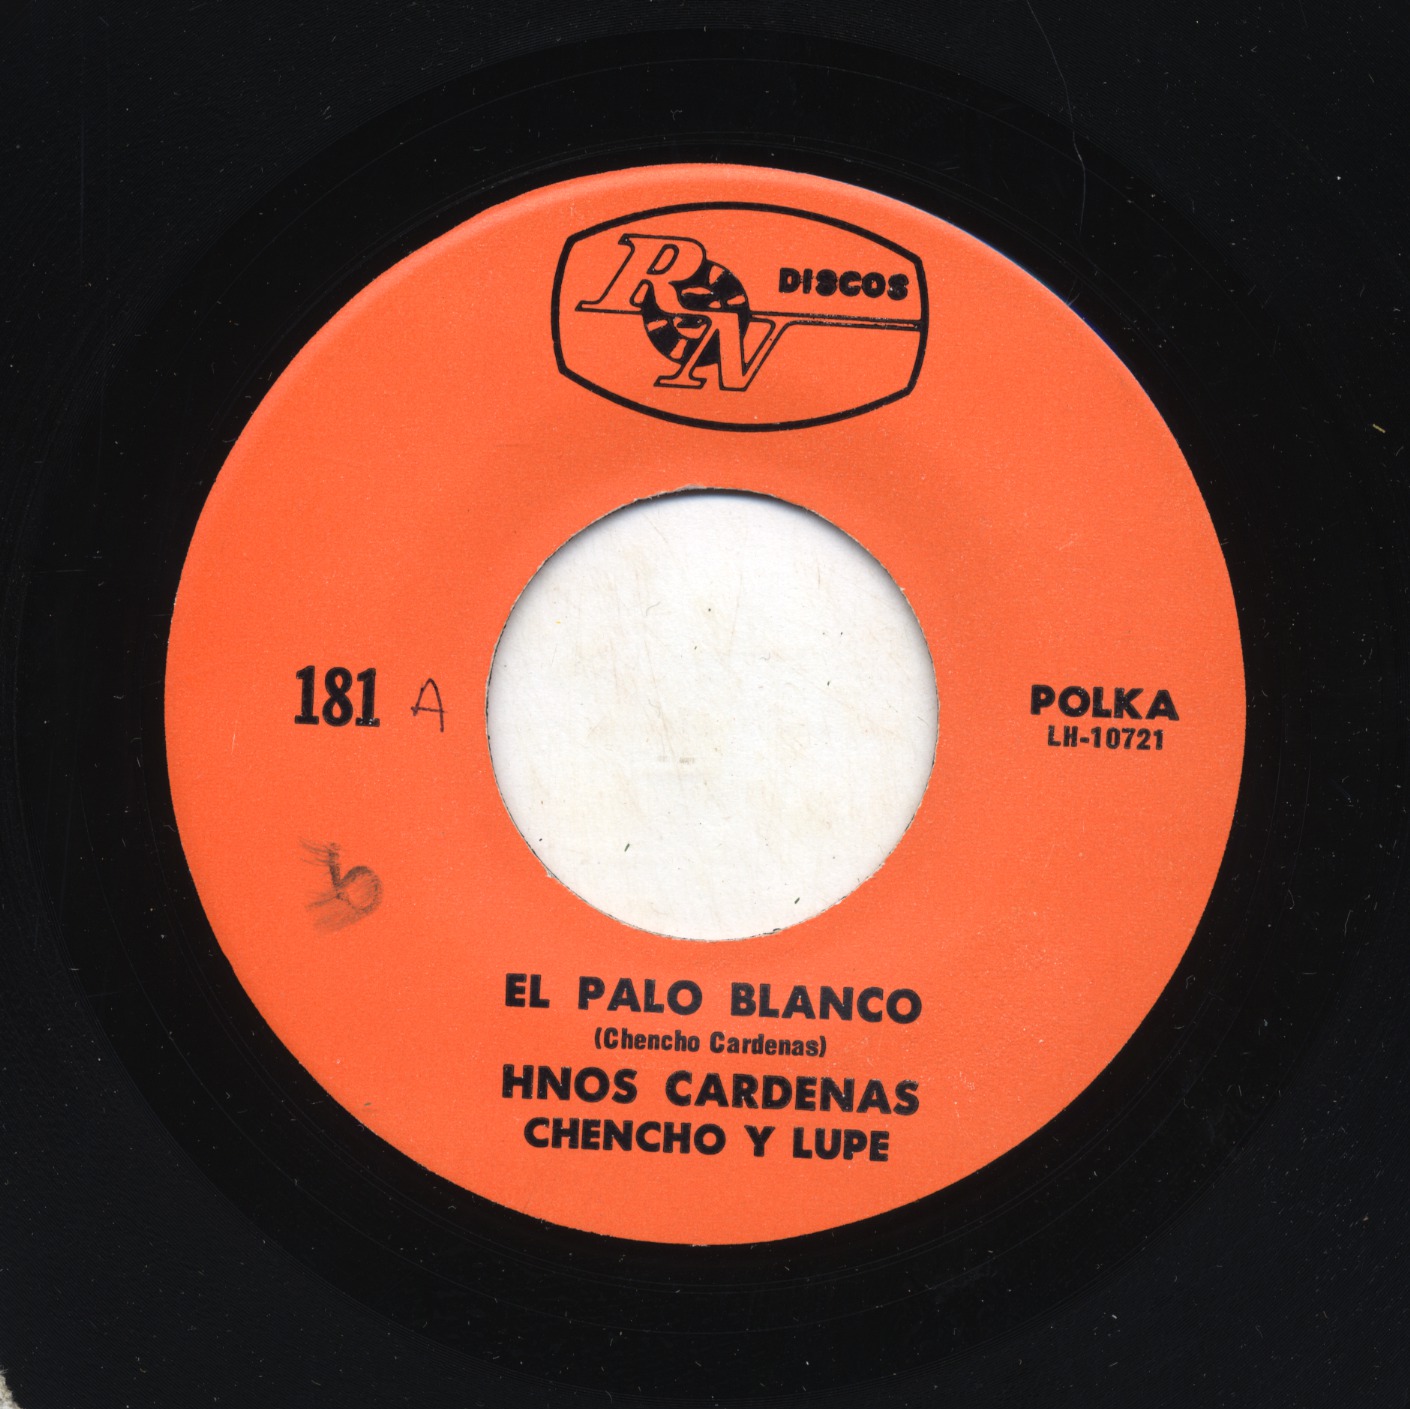 RN DISCOS
181 A
POLKA
LH-10721
EL PALO BLANCO
(Chencho Cardenas)
HNOS CARDENAS
CHENCHO Y LUPE